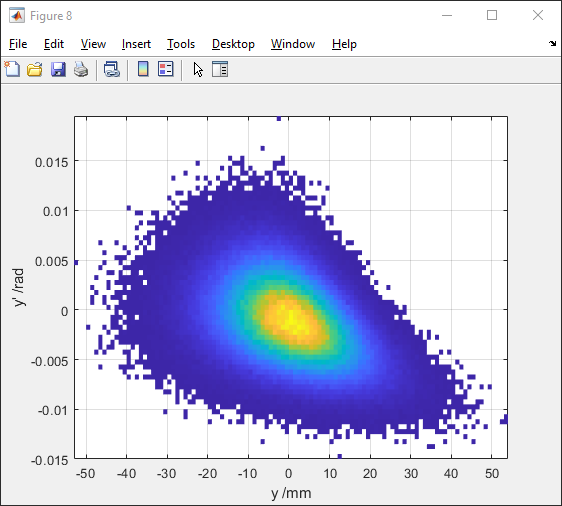 Figure 8
File Edit View Insert Tools Desktop Window Help
0.015
0.01
0.005
0
-0.005
-0.01
-0.015
y' /rad
-50 -40 -30 -20 -10 0 10 20 30 40 50
y /mm